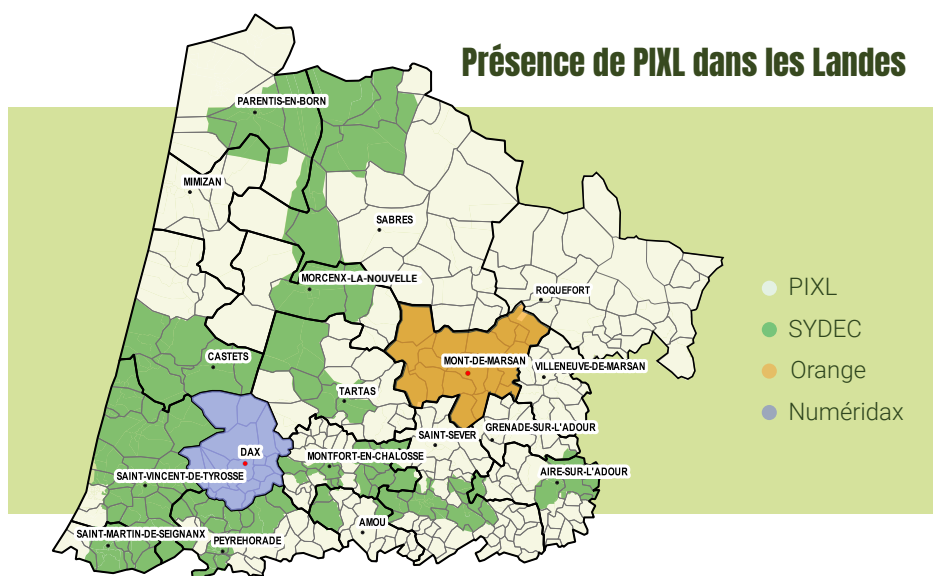 Présence de PIXL dans les Landes
PARENTIS-EN-BORN
MIMIZAN
SABRES
MORCENX-LA-NOUVELLE
ROQUEFORT
PIXL
SYDEC
CASTETS
MONT-DE-MARSAN
VILLENEUVE-DE-MARSAN
Orange
TARTAS
Numéridax
SAINT-SEVER
GRENADE-SUR-L'ADOUR
DAX
MONTFORT-EN-CHALOSSE
SAINT-VINCENT-DE-TYROSSE
AIRE-SUR-L'ADOUR
AMOU
SAINT-MARTIN-DE-SEIGNANX
PEYREHORADE